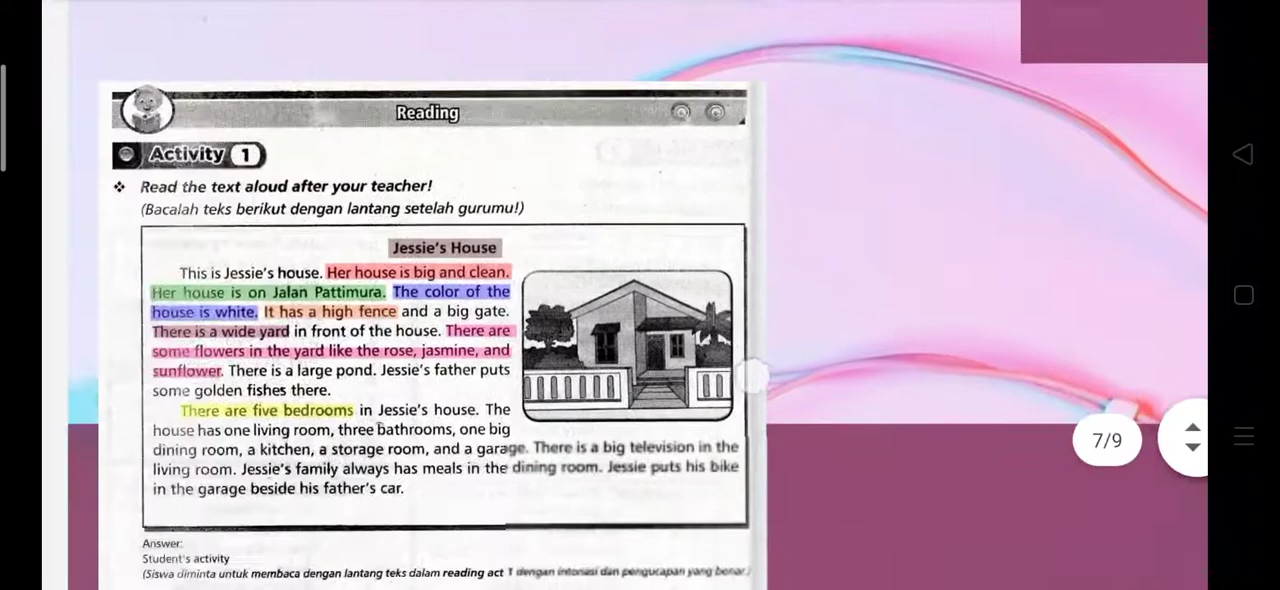 Reading
Activity 1
Read the text aloud after your teacher!
(Bacalah teks berikut dengan lantang setelah gurumu!)
Jessie's House
This is Jessie's house. Her house is big and clean.
Her house is on Jalan Pattimura. The color of the
house is white. It has a high fence and a big gate.
There is a wide yard in front of the house. There are
some flowers in the yard like the rose, jasmine, and
sunflower. There is a large pond. Jessie's father puts
some golden fishes there.
There are five bedrooms in Jessie's house. The
house has one living room, three bathrooms, one big
dining room, a kitchen, a storage room, and a garage. There is a big television in the
living room. Jessie's family always has meals in the dining room. Jessie puts his bike
in the garage beside his father's car.
Answer:
Student's activity
(Siswa diminta untuk membaca dengan lantang teks dalam reading act 1 dengan intonasi dan pengucapan yang benar.)
7/9